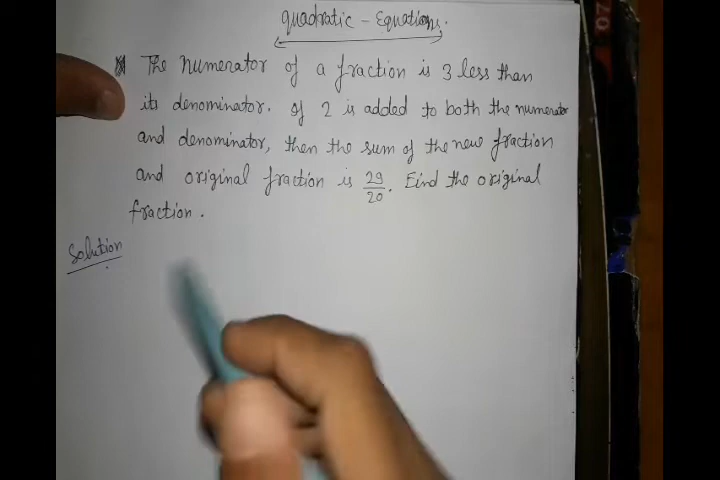 quadratic - Equations.
The numerator of a fraction is 3 less than
its denominator. If 2 is added to both the numerator
and denominator, then the sum of the new fraction
and original fraction is 29/20. Find the original
fraction.
Solution
07